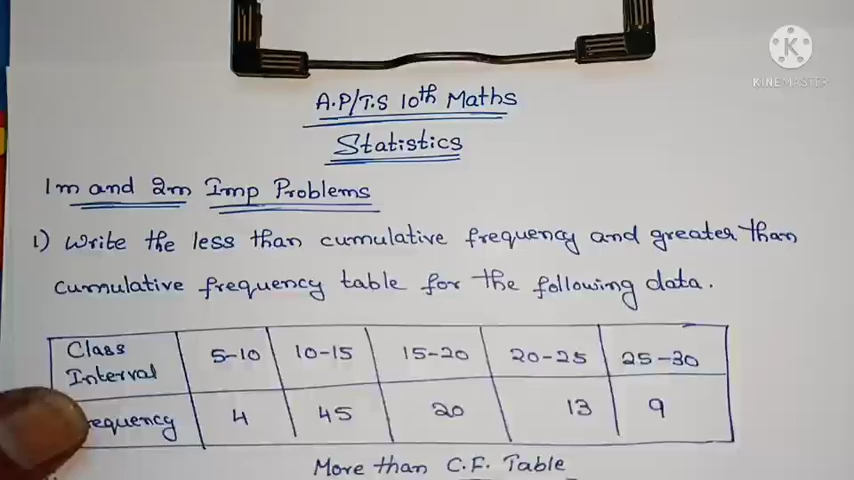 KINEMASTER
A.P/T.S 10th Maths
Statistics
1m and 2m Imp Problems
1) Write the less than cumulative frequency and greater than
cumulative frequency table for the following data.
Class Interval 5-10 10-15 15-20 20-25 25-30
requency 4 45 20 13 9
More than C.F. Table